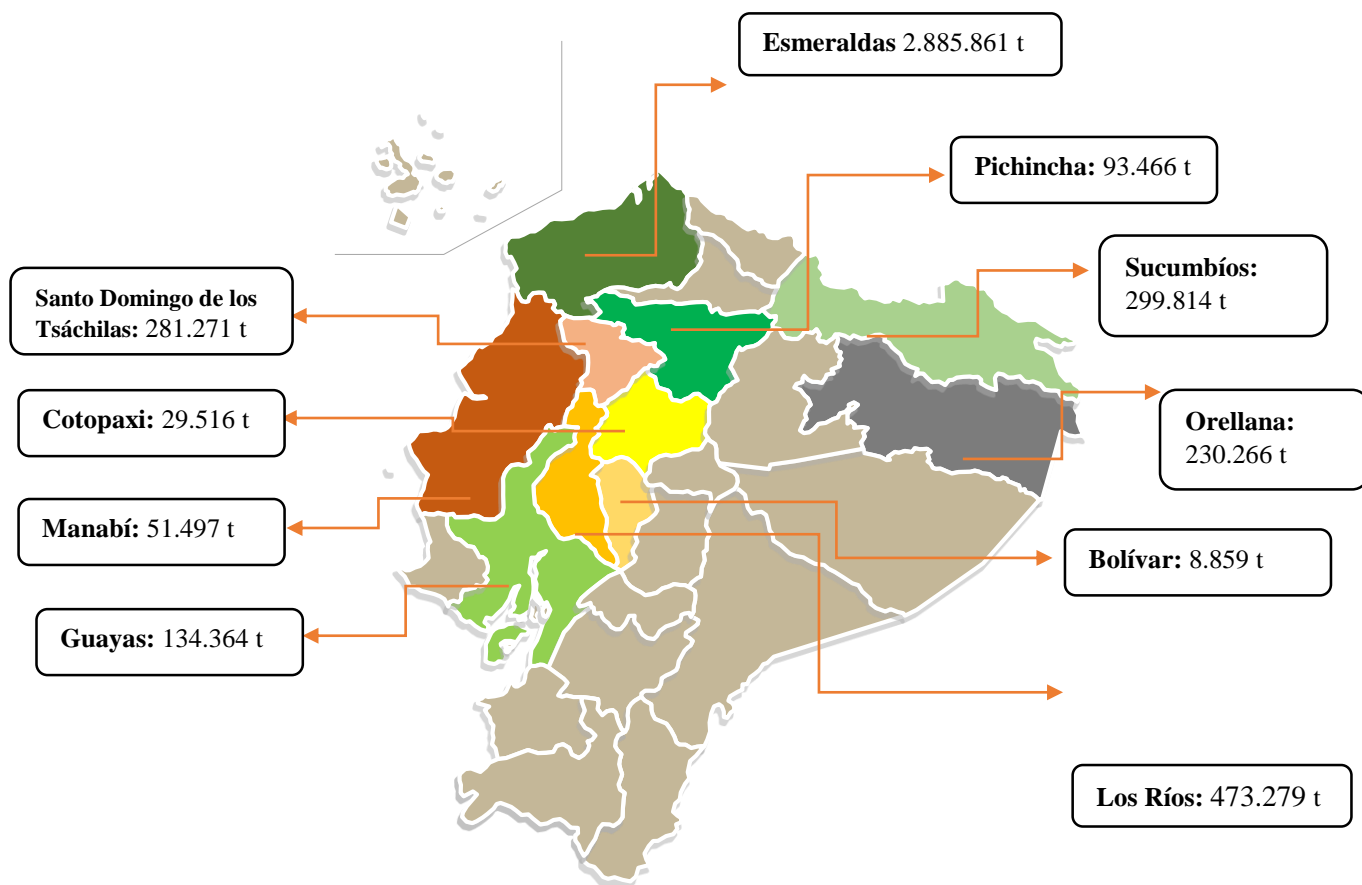 Esmeraldas 2.885.861 t
Pichincha: 93.466 t
Sucumbíos:
299.814 t
Santo Domingo de los
Tsáchilas: 281.271 t
Cotopaxi: 29.516 t
Orellana:
230.266 t
Manabí: 51.497 t
Bolívar: 8.859 t
Guayas: 134.364 t
Los Ríos: 473.279 t